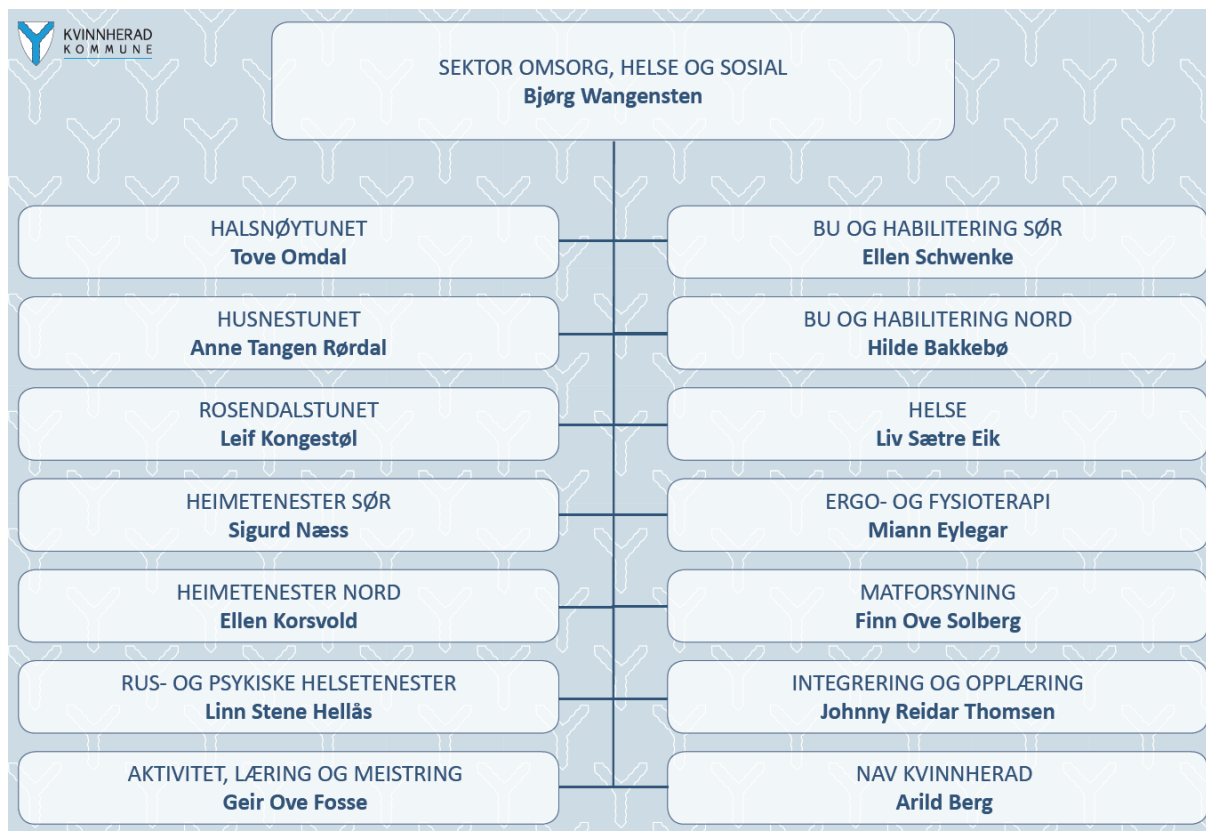 KVINNHERAD
KOMMUNE
SEKTOR OMSORG, HELSE OG SOSIAL
Bjørg Wangensten
HALSNØYTUNET
Tove Omdal
BU OG HABILITERING SØR
Ellen Schwenke
HUSNESTUNET
Anne Tangen Rørdal
BU OG HABILITERING NORD
Hilde Bakkebø
ROSENDALSTUNET
Leif Kongestøl
HELSE
Liv Sætre Eik
HEIMETENESTER SØR
Sigurd Næss
ERGO- OG FYSIOTERAPI
Miann Eylegar
HEIMETENESTER NORD
Ellen Korsvold
MATFORSYNING
Finn Ove Solberg
RUS- OG PSYKISKE HELSETENESTER
Linn Stene Hellås
INTEGRERING OG OPPLÆRING
Johnny Reidar Thomsen
AKTIVITET, LÆRING OG MEISTRING
Geir Ove Fosse
NAV KVINNHERAD
Arild Berg